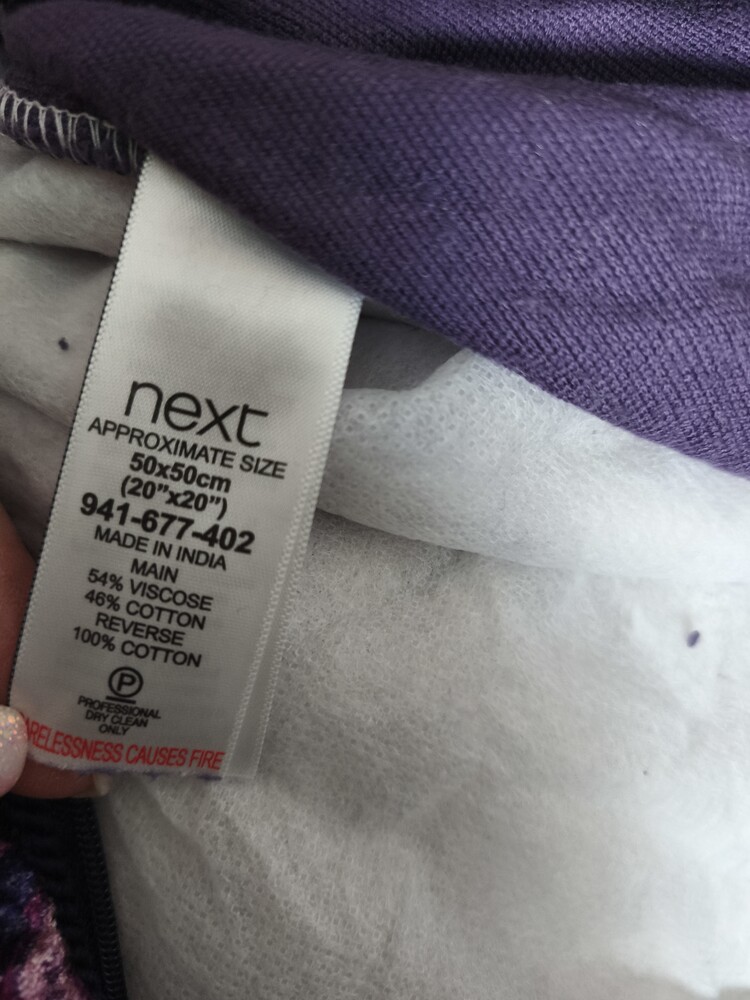 next
APPROXIMATE SIZE
50x50cm
(20”x20”)
941-677-402
MADE IN INDIA
MAIN
54% VISCOSE
46% COTTON
REVERSE
100% COTTON
P
PROFESSIONAL
DRY CLEAN
ONLY
ARELESSNESS CAUSES FIRE